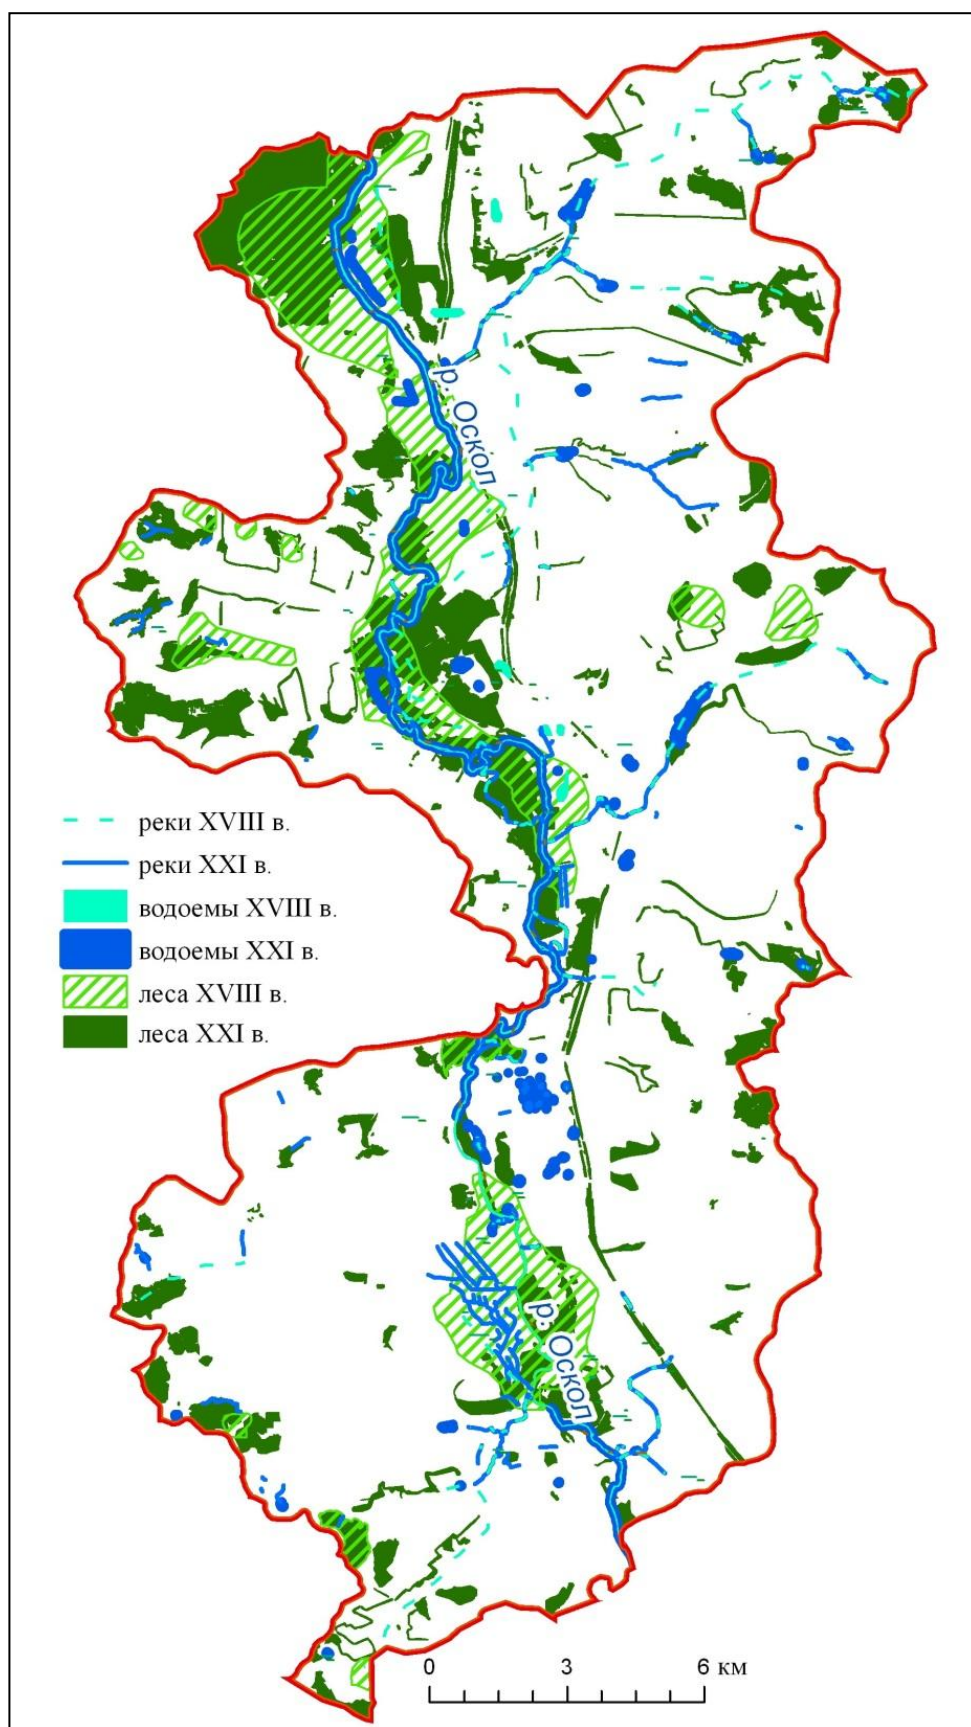 р. Оскол
реки XVIII в.
реки XXI в.
водоемы XVIII в.
водоемы XXI в.
леса XVIII в.
леса XXI в.
р. Оскол
0 3 6 км